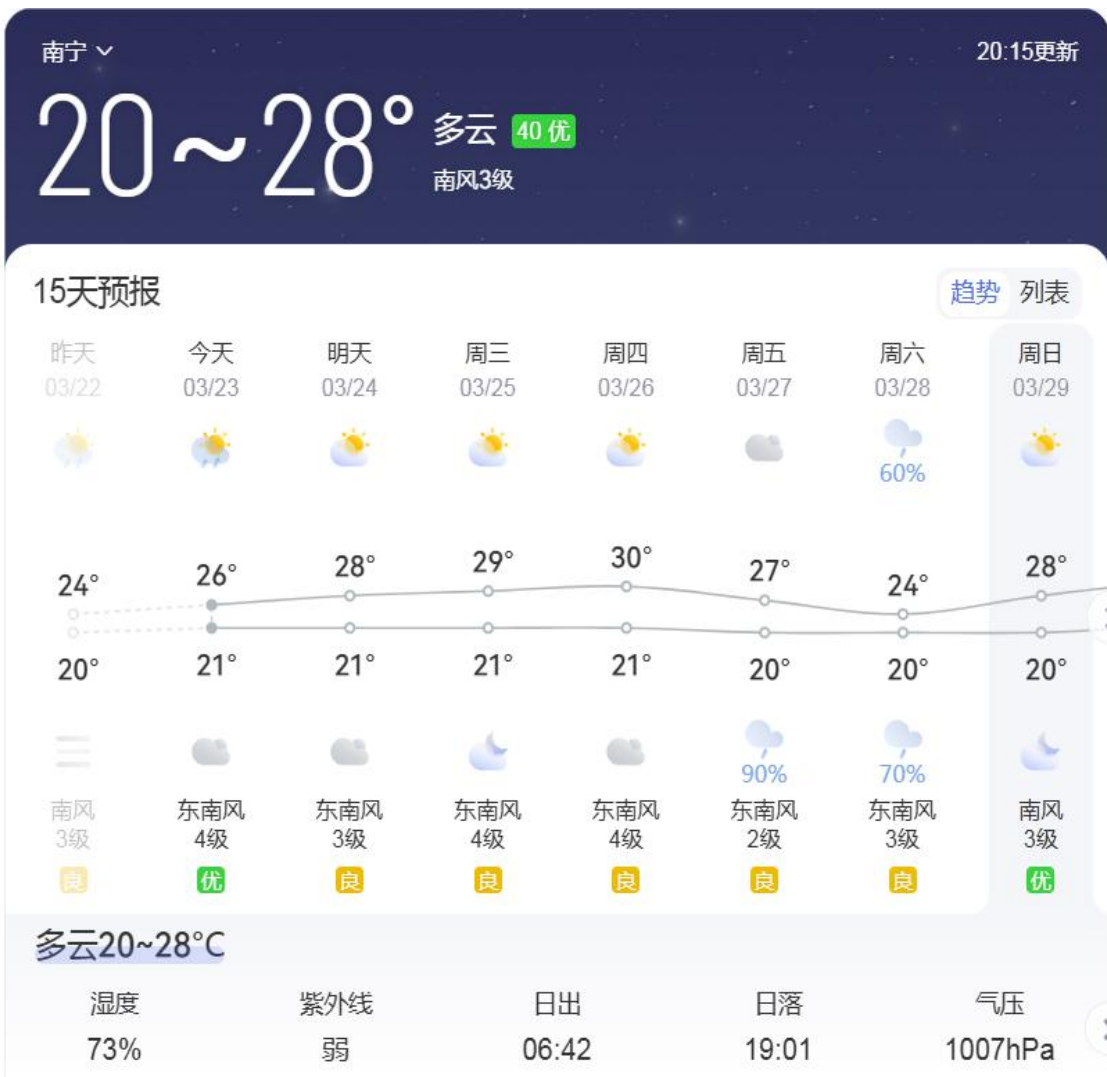 南宁
20:15更新
20~28°
多云 40 优
南风3级
15天预报
趋势 列表
昨天 今天 明天 周三 周四 周五 周六 周日
03/22 03/23 03/24 03/25 03/26 03/27 03/28 03/29
60%
24° 26° 28° 29° 30° 27° 24° 28°
20° 21° 21° 21° 21° 20° 20° 20°
90% 70%
南风 东南风 东南风 东南风 东南风 东南风 东南风 南风
3级 4级 3级 4级 4级 2级 3级 3级
良 优 良 良 良 良 良 优
多云20~28°C
湿度 紫外线 日出 日落 气压
73% 弱 06:42 19:01 1007hPa